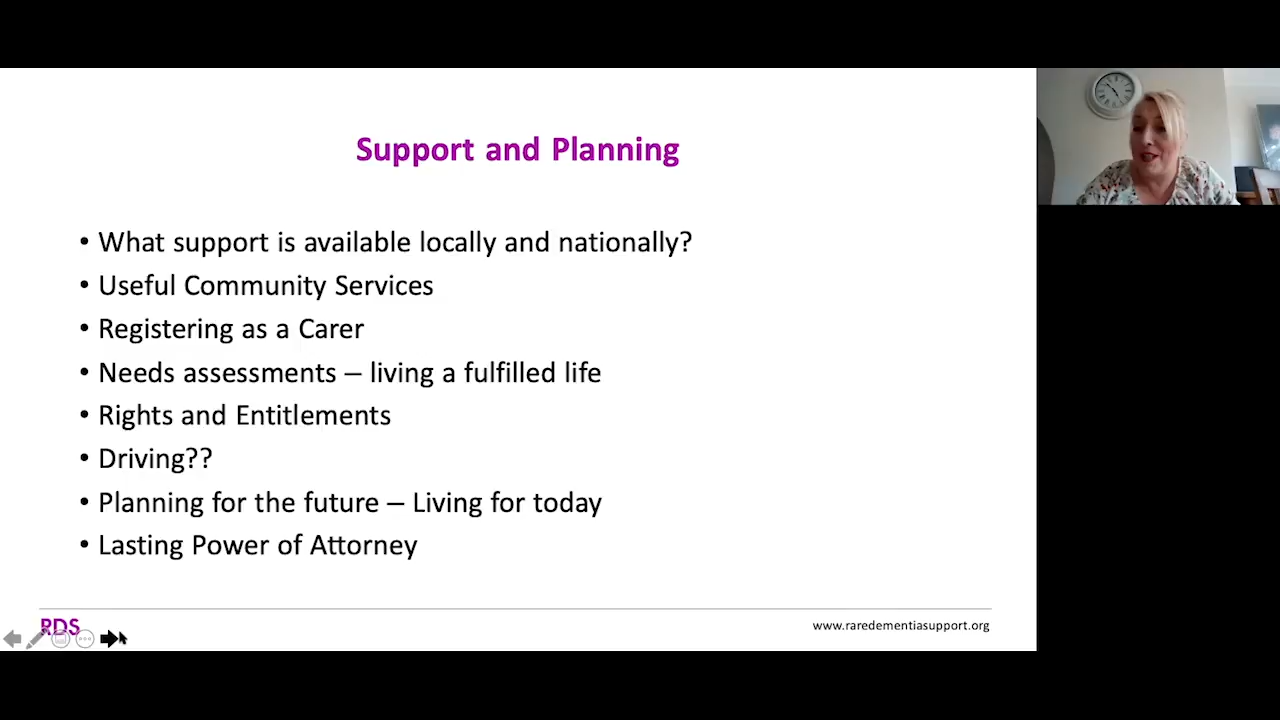 Support and Planning
• What support is available locally and nationally?
• Useful Community Services
• Registering as a Carer
• Needs assessments – living a fulfilled life
• Rights and Entitlements
• Driving??
• Planning for the future – Living for today
• Lasting Power of Attorney
RDS
www.raredementiasupport.org